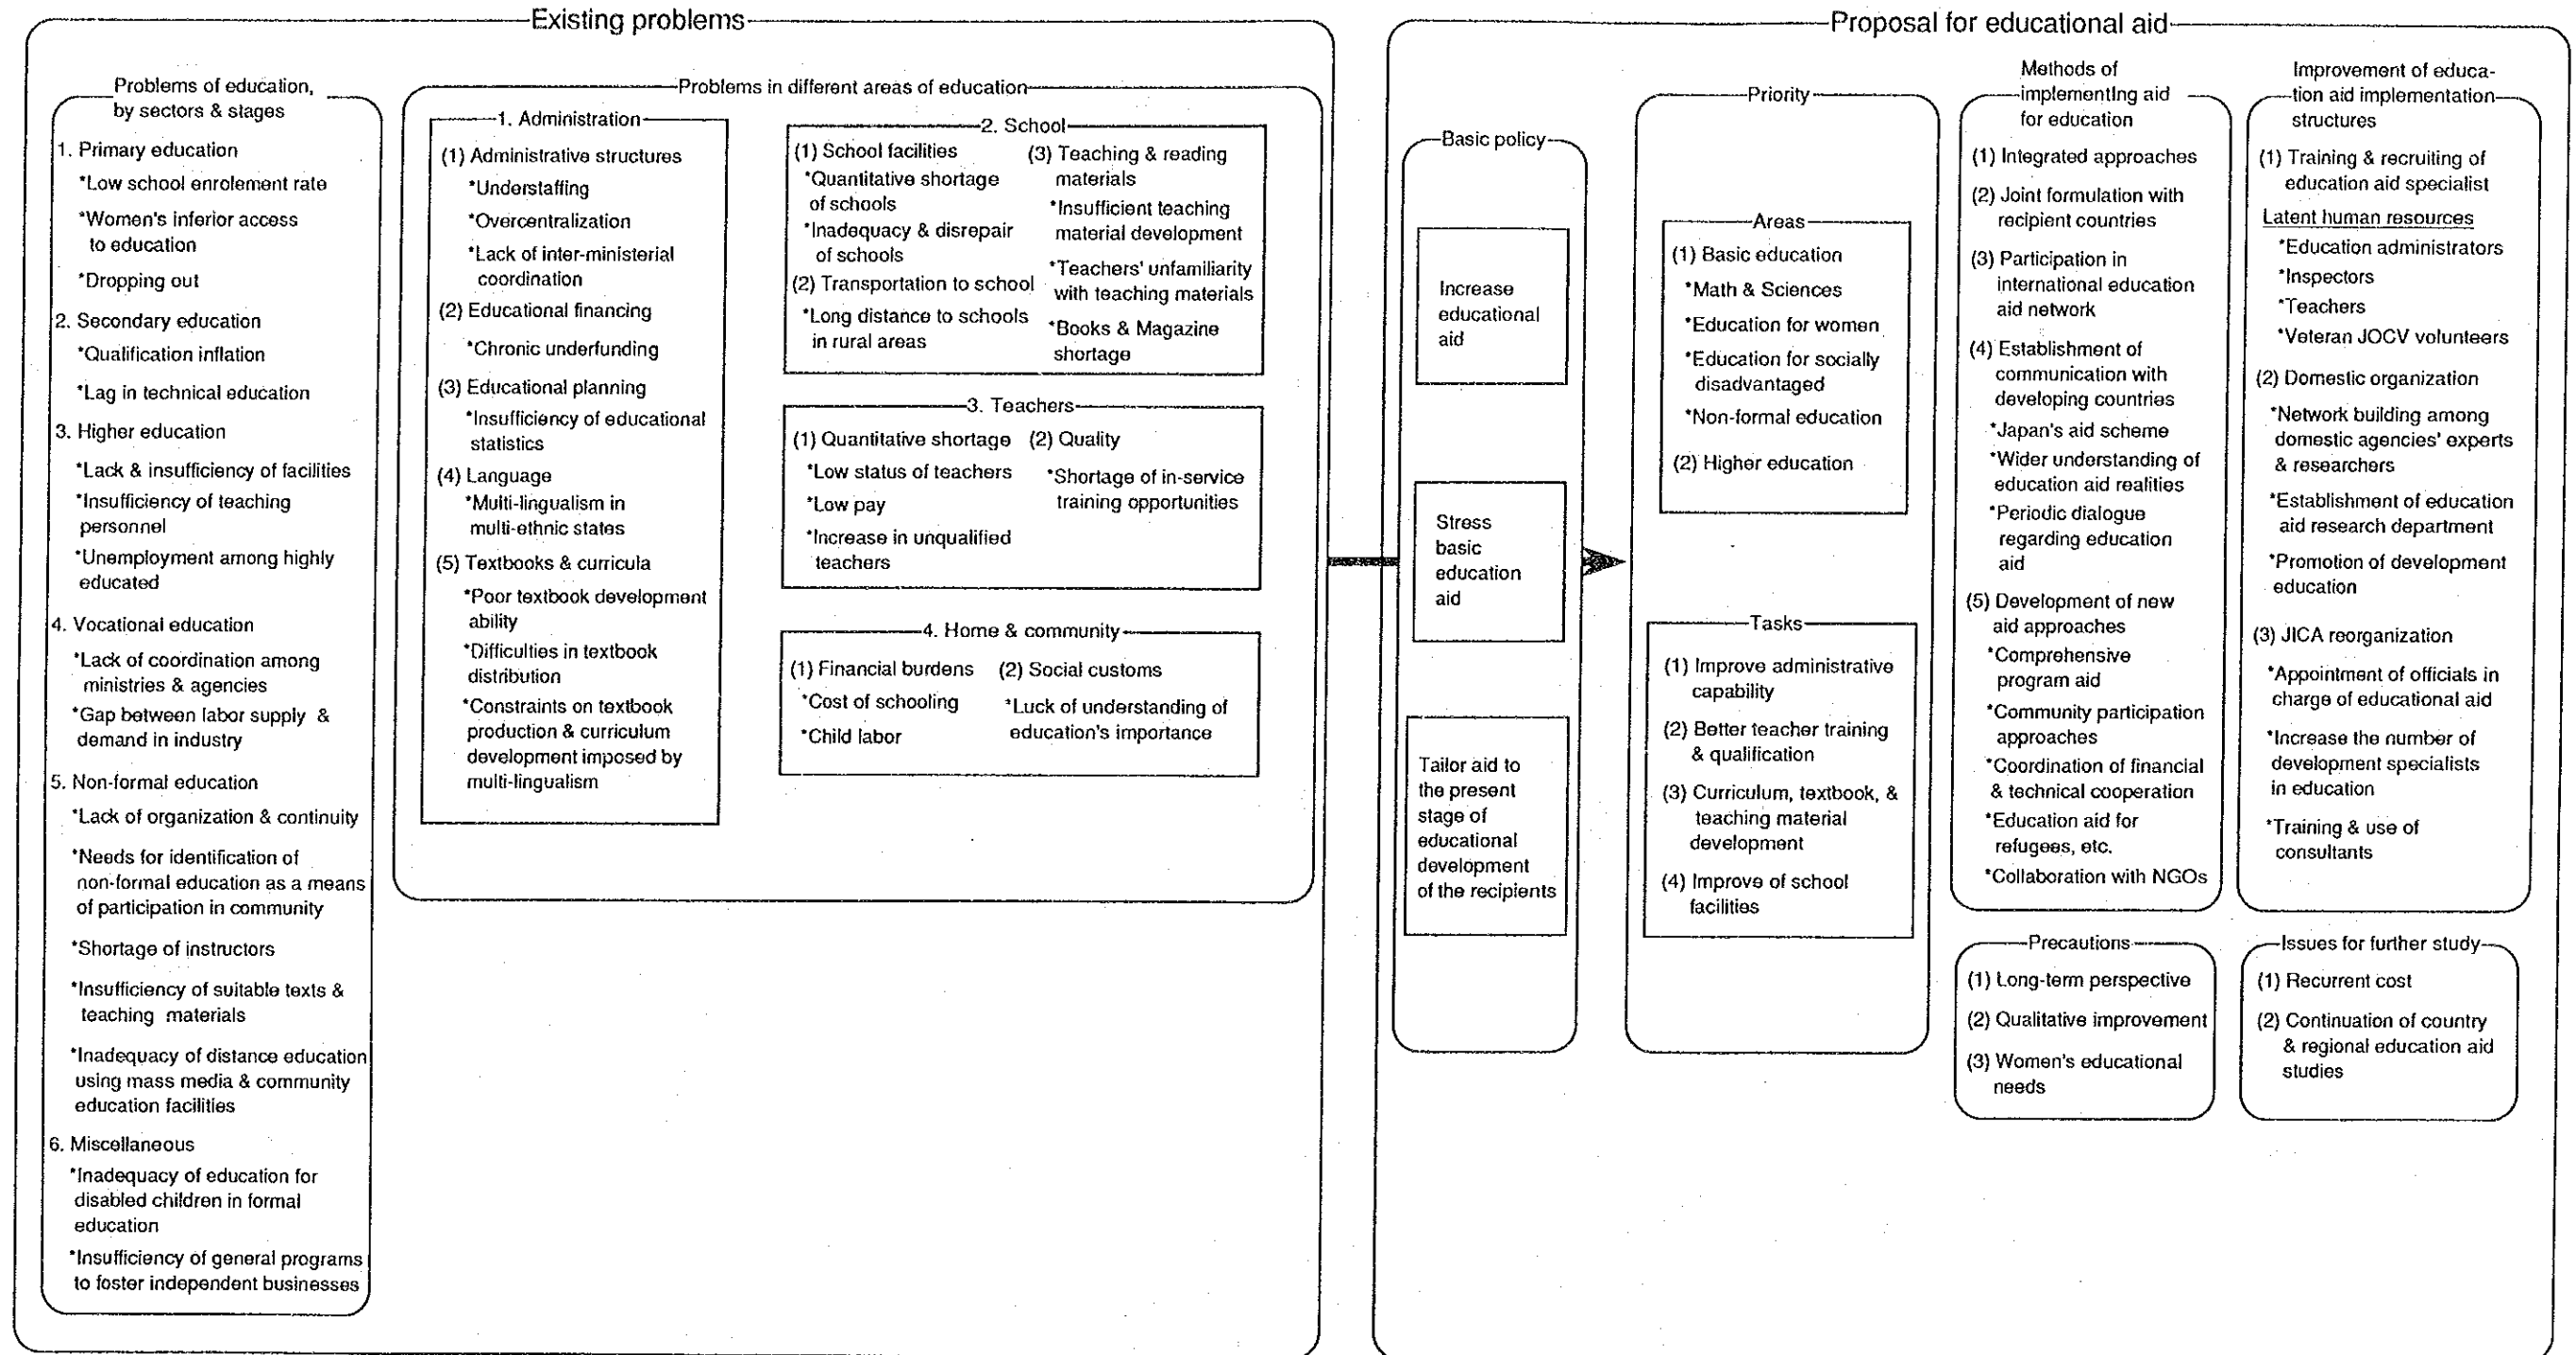 Existing problems
Problems of education,
by sectors & stages
1. Primary education
*Low school enrolement rate
*Women's inferior access
to education
*Dropping out
2. Secondary education
*Qualification inflation
*Lag in technical education
3. Higher education
*Lack & insufficiency of facilities
*Insufficiency of teaching
personnel
*Unemployment among highly
educated
4. Vocational education
*Lack of coordination among
ministries & agencies
*Gap between labor supply &
demand in industry
5. Non-formal education
*Lack of organization & continuity
*Needs for identification of
non-formal education as a means
of participation in community
*Shortage of instructors
*Insufficiency of suitable texts &
teaching materials
*Inadequacy of distance education
using mass media & community
education facilities
6. Miscellaneous
*Inadequacy of education for
disabled children in formal
education
*Insufficiency of general programs
to foster independent businesses
Problems in different areas of education
1. Administration
(1) Administrative structures
*Understaffing
*Overcentralization
*Lack of inter-ministerial
coordination
(2) Educational financing
*Chronic underfunding
(3) Educational planning
*Insufficiency of educational
statistics
(4) Language
*Multi-lingualism in
multi-ethnic states
(5) Textbooks & curricula
*Poor textbook development
ability
*Difficulties in textbook
distribution
*Constraints on textbook
production & curriculum
development imposed by
multi-lingualism
2. School
(1) School facilities
*Quantitative shortage
of schools
*Inadequacy & disrepair
of schools
(2) Transportation to school
*Long distance to schools
in rural areas
(3) Teaching & reading
materials
*Insufficient teaching
material development
*Teachers' unfamiliarity
with teaching materials
*Books & Magazine
shortage
3. Teachers
(1) Quantitative shortage
*Low status of teachers
*Low pay
*Increase in unqualified
teachers
(2) Quality
*Shortage of in-service
training opportunities
4. Home & community
(1) Financial burdens
*Cost of schooling
*Child labor
(2) Social customs
*Luck of understanding of
education's importance
Proposal for educational aid
Basic policy
Increase
educational
aid
Stress
basic
education
aid
Tailor aid to
the present
stage of
educational
development
of the recipients
Priority
Areas
(1) Basic education
*Math & Sciences
*Education for women
*Education for socially
disadvantaged
*Non-formal education
(2) Higher education
Tasks
(1) Improve administrative
capability
(2) Better teacher training
& qualification
(3) Curriculum, textbook, &
teaching material
development
(4) Improve of school
facilities
Methods of
implementing aid
for education
(1) Integrated approaches
(2) Joint formulation with
recipient countries
(3) Participation in
international education
aid network
(4) Establishment of
communication with
developing countries
*Japan's aid scheme
*Wider understanding of
education aid realities
*Periodic dialogue
regarding education
aid
(5) Development of new
aid approaches
*Comprehensive
program aid
*Community participation
approaches
*Coordination of financial
& technical cooperation
*Education aid for
refugees, etc.
*Collaboration with NGOs
Precautions
(1) Long-term perspective
(2) Qualitative improvement
(3) Women's educational
needs
Improvement of educa-
tion aid implementation
structures
(1) Training & recruiting of
education aid specialist
Latent human resources
*Education administrators
*Inspectors
*Teachers
*Veteran JOCV volunteers
(2) Domestic organization
*Network building among
domestic agencies' experts
& researchers
*Establishment of education
aid research department
*Promotion of development
education
(3) JICA reorganization
*Appointment of officials in
charge of educational aid
*Increase the number of
development specialists
in education
*Training & use of
consultants
Issues for further study
(1) Recurrent cost
(2) Continuation of country
& regional education aid
studies